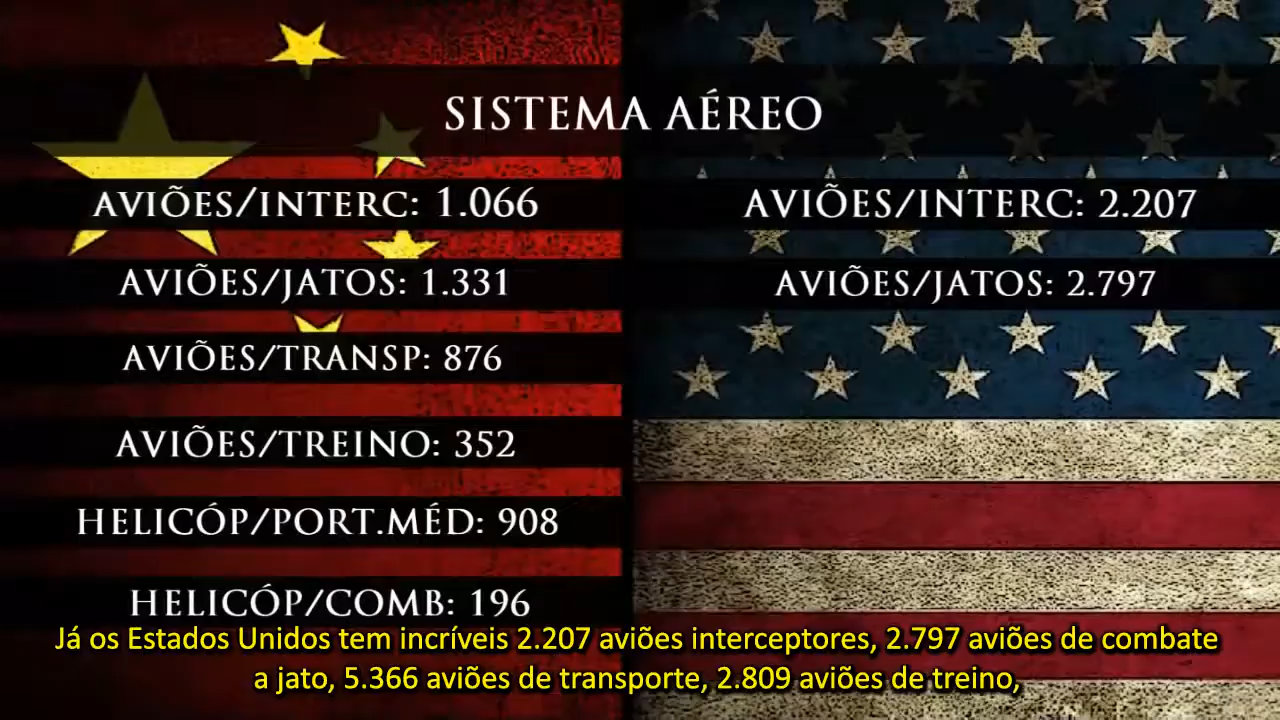 SISTEMA AÉREO
AVIÕES/INTERC: 1.066
AVIÕES/JATOS: 1.331
AVIÕES/TRANSP: 876
AVIÕES/TREINO: 352
HELICÓP/PORT.MÉD: 908
HELICÓP/COMB: 196
AVIÕES/INTERC: 2.207
AVIÕES/JATOS: 2.797
Já os Estados Unidos tem incríveis 2.207 aviões interceptores, 2.797 aviões de combate
a jato, 5.366 aviões de transporte, 2.809 aviões de treino,